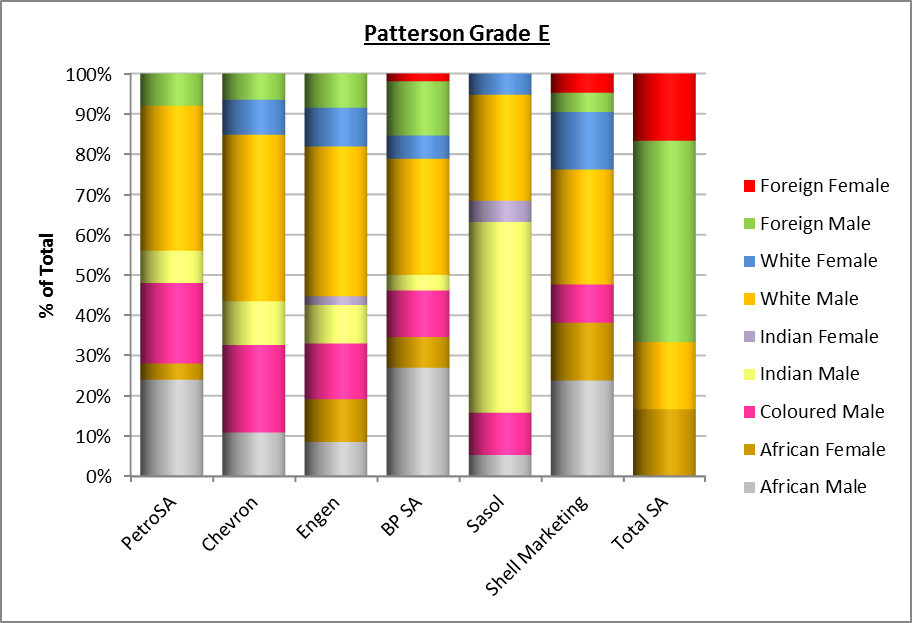 Patterson Grade E
% of Total
100%
90%
80%
70%
60%
50%
40%
30%
20%
10%
0%
PetroSA
Chevron
Engen
BP SA
Sasol
Shell Marketing
Total SA
Foreign Female
Foreign Male
White Female
White Male
Indian Female
Indian Male
Coloured Male
African Female
African Male